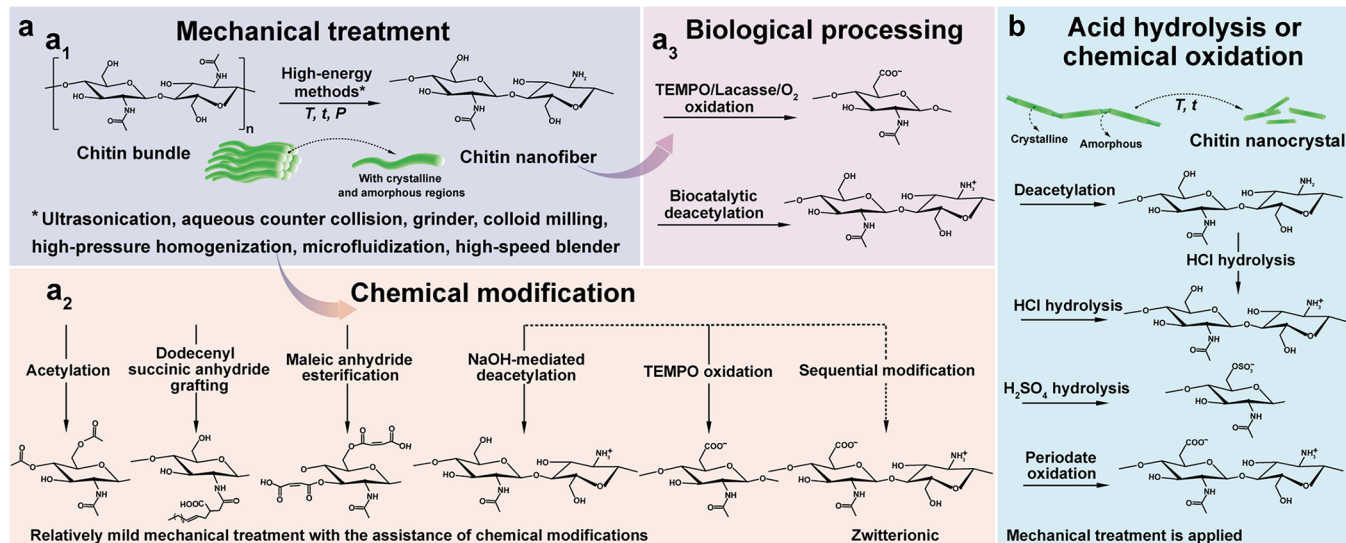 a
a1
Mechanical treatment
High-energy
methods*
T, t, P
n
Chitin bundle
Chitin nanofiber
With crystalline
and amorphous regions
* Ultrasonication, aqueous counter collision, grinder, colloid milling,
high-pressure homogenization, microfluidization, high-speed blender
a3
Biological processing
TEMPO/Lacasse/O2
oxidation
Biocatalytic
deacetylation
a2
Chemical modification
Acetylation
Dodecenyl
succinic anhydride
grafting
Maleic anhydride
esterification
NaOH-mediated
deacetylation
TEMPO oxidation
Sequential modification
Relatively mild mechanical treatment with the assistance of chemical modifications
Zwitterionic
b
Acid hydrolysis or
chemical oxidation
T, t
Crystalline
Amorphous
Chitin nanocrystal
Deacetylation
HCl hydrolysis
HCl hydrolysis
H2SO4 hydrolysis
Periodate
oxidation
Mechanical treatment is applied